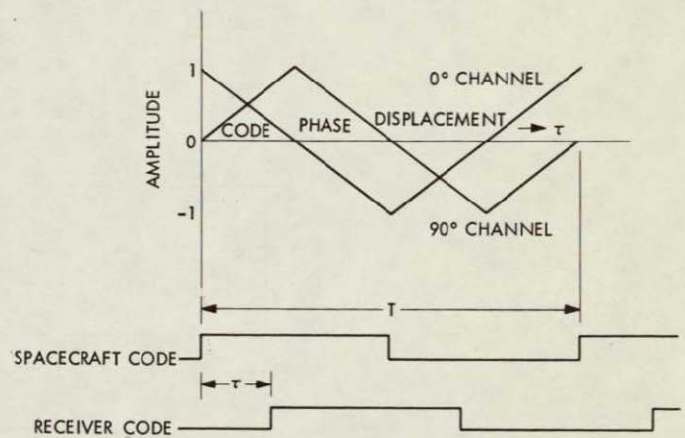 AMPLITUDE
1
0
-1
0° CHANNEL
CODE PHASE DISPLACEMENT → τ
90° CHANNEL
T
SPACECRAFT CODE
τ
RECEIVER CODE